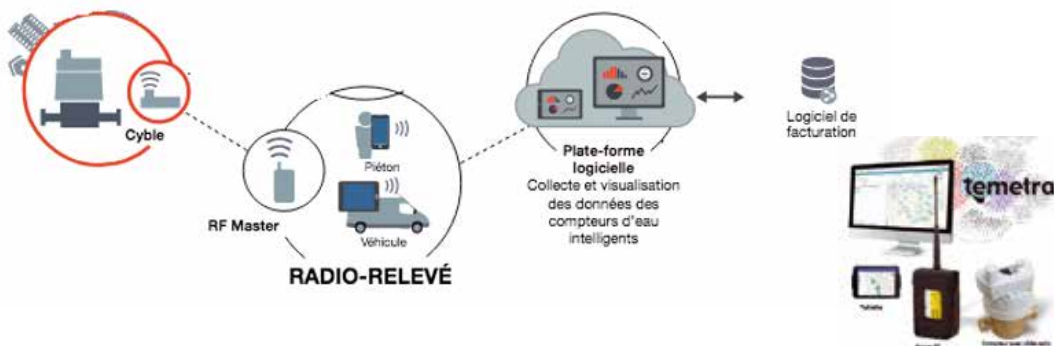 Cyble
RF Master
Piéton
Véhicule
RADIO-RELEVÉ
Plate-forme
logicielle
Collecte et visualisation
des données des
compteurs d'eau
intelligents
Logiciel de
facturation
temetra
Tablette